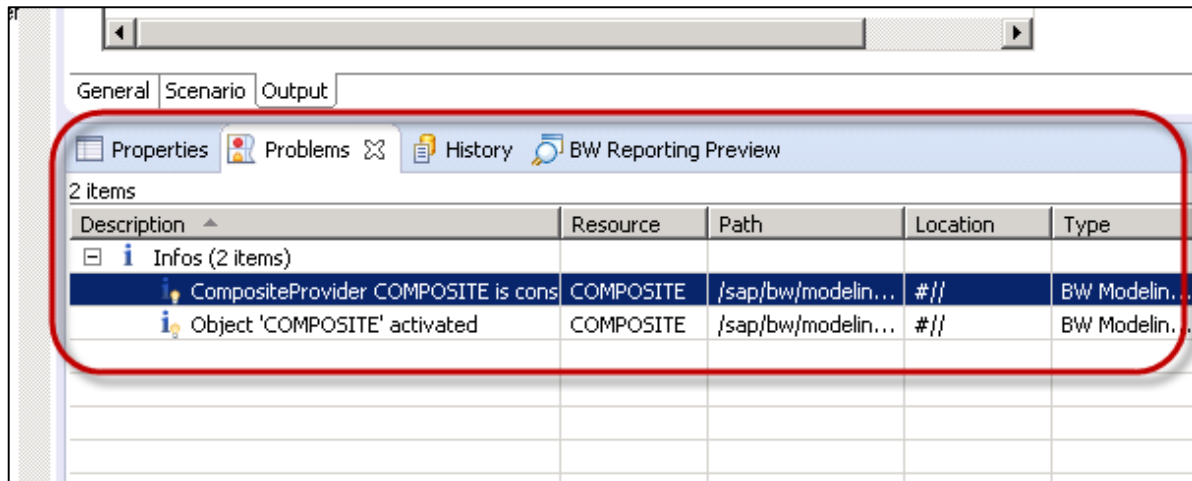 er
General Scenario Output
Properties Problems History BW Reporting Preview
2 items
Description Resource Path Location Type
Infos (2 items)
CompositeProvider COMPOSITE is cons COMPOSITE /sap/bw/modelin... #// BW Modelin...
Object 'COMPOSITE' activated COMPOSITE /sap/bw/modelin... #// BW Modelin...